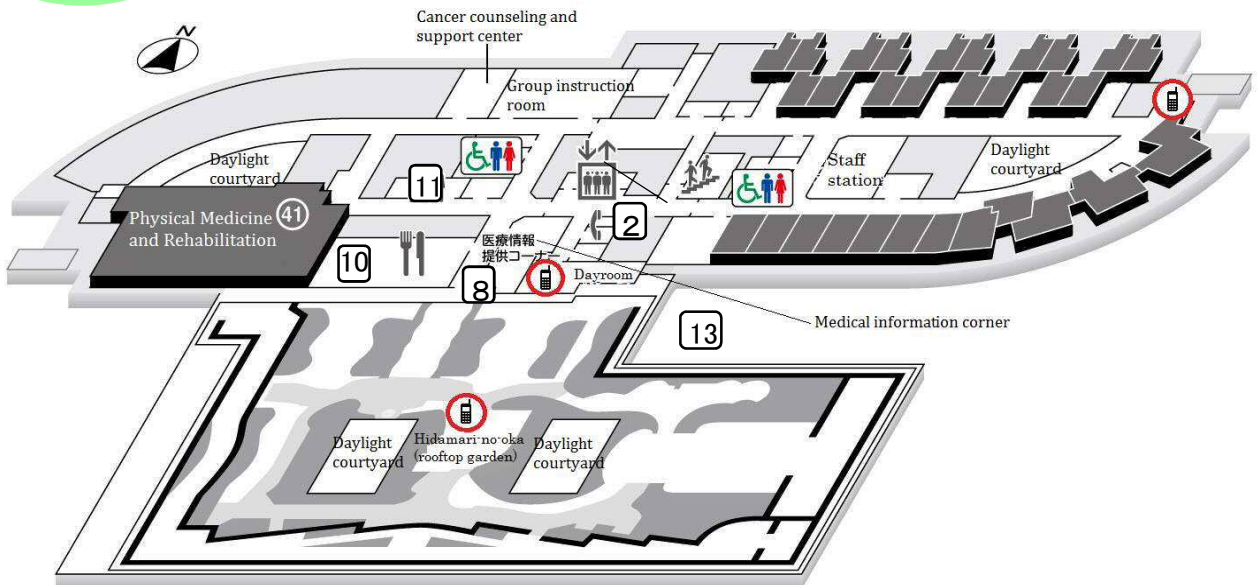 N
Cancer counseling and
support center
Group instruction
room
Daylight
courtyard
11
Staff
station
Daylight
courtyard
Physical Medicine
and Rehabilitation
41
2
10
医療情報
提供コーナー
8
Dayroom
13
Medical information corner
Daylight
courtyard
Hidamari-no-oka
(rooftop garden)
Daylight
courtyard